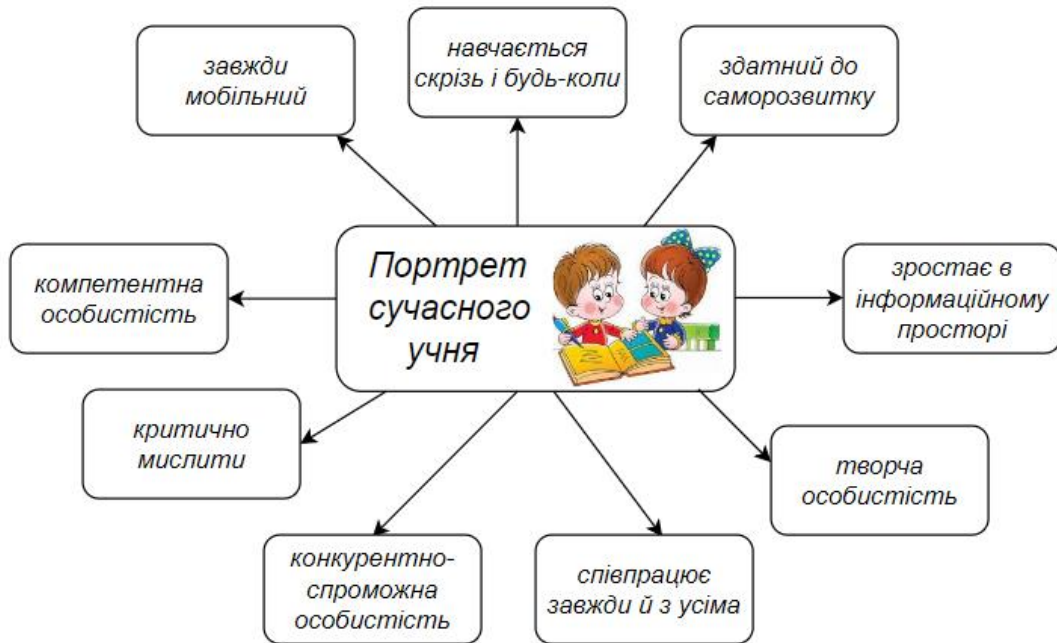 завжди
мобільний
навчається
скрізь і будь-коли
здатний до
саморозвитку
компетентна
особистість
Портрет
сучасного
учня
зростає в
інформаційному
просторі
критично
мислити
творча
особистість
конкурентно-
спроможна
особистість
співпрацює
завжди й з усіма